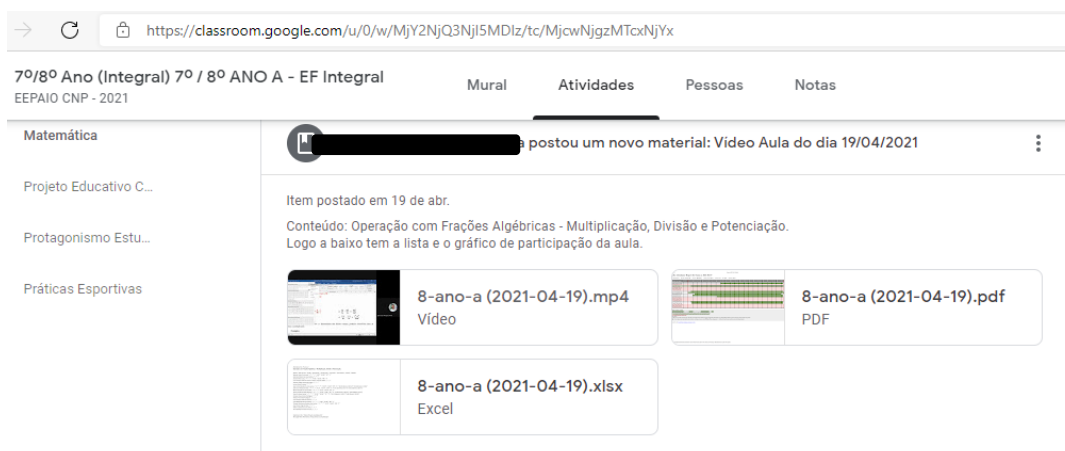 https://classroom.google.com/u/0/w/MjY2NjQ3NjI5MDIz/tc/MjcwNjgzMTcxNjYx
7º/8º Ano (Integral) 7º / 8º ANO A - EF Integral
EEPAIO CNP - 2021
Mural
Atividades
Pessoas
Notas
Matemática
Projeto Educativo C...
Protagonismo Estu...
Práticas Esportivas
a postou um novo material: Video Aula do dia 19/04/2021
Item postado em 19 de abr.
Conteúdo: Operação com Frações Algébricas - Multiplicação, Divisão e Potenciação.
Logo a baixo tem a lista e o gráfico de participação da aula.
8-ano-a (2021-04-19).mp4
Vídeo
8-ano-a (2021-04-19).pdf
PDF
8-ano-a (2021-04-19).xlsx
Excel